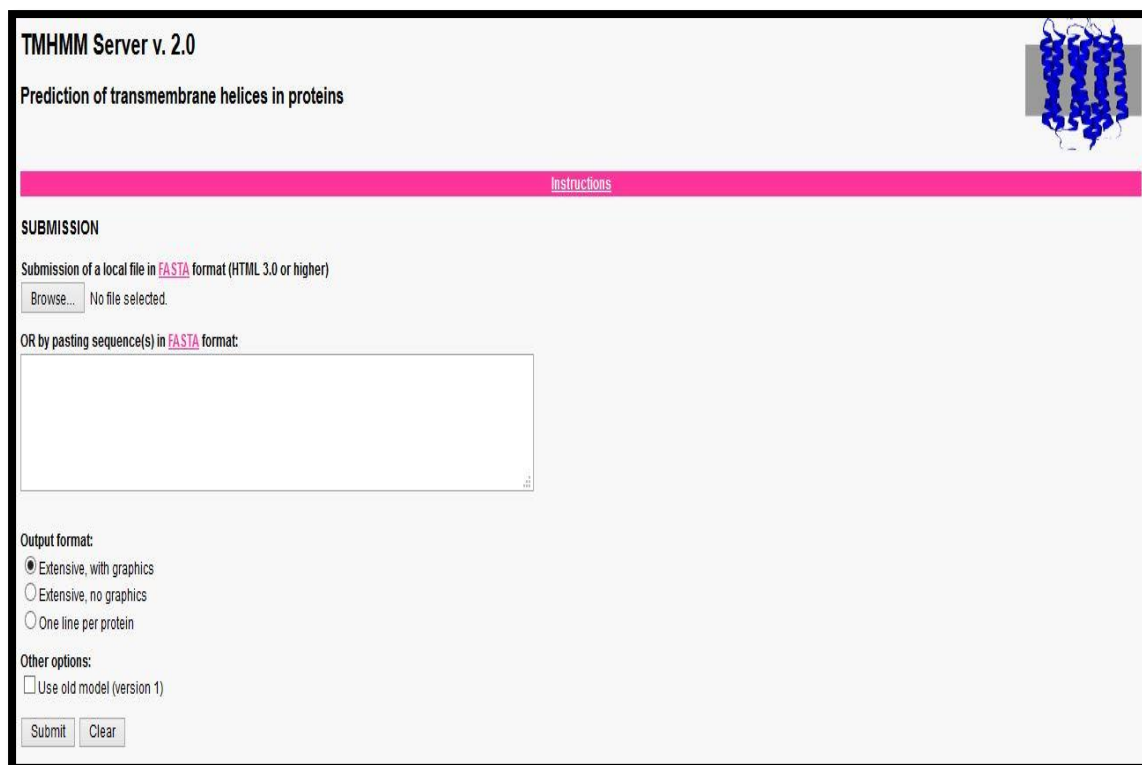 TMHMM Server v. 2.0
Prediction of transmembrane helices in proteins
Instructions
SUBMISSION
Submission of a local file in FASTA format (HTML 3.0 or higher)
Browse... No file selected.
OR by pasting sequence(s) in FASTA format:
Output format:
Extensive, with graphics
Extensive, no graphics
One line per protein
Other options:
Use old model (version 1)
Submit Clear